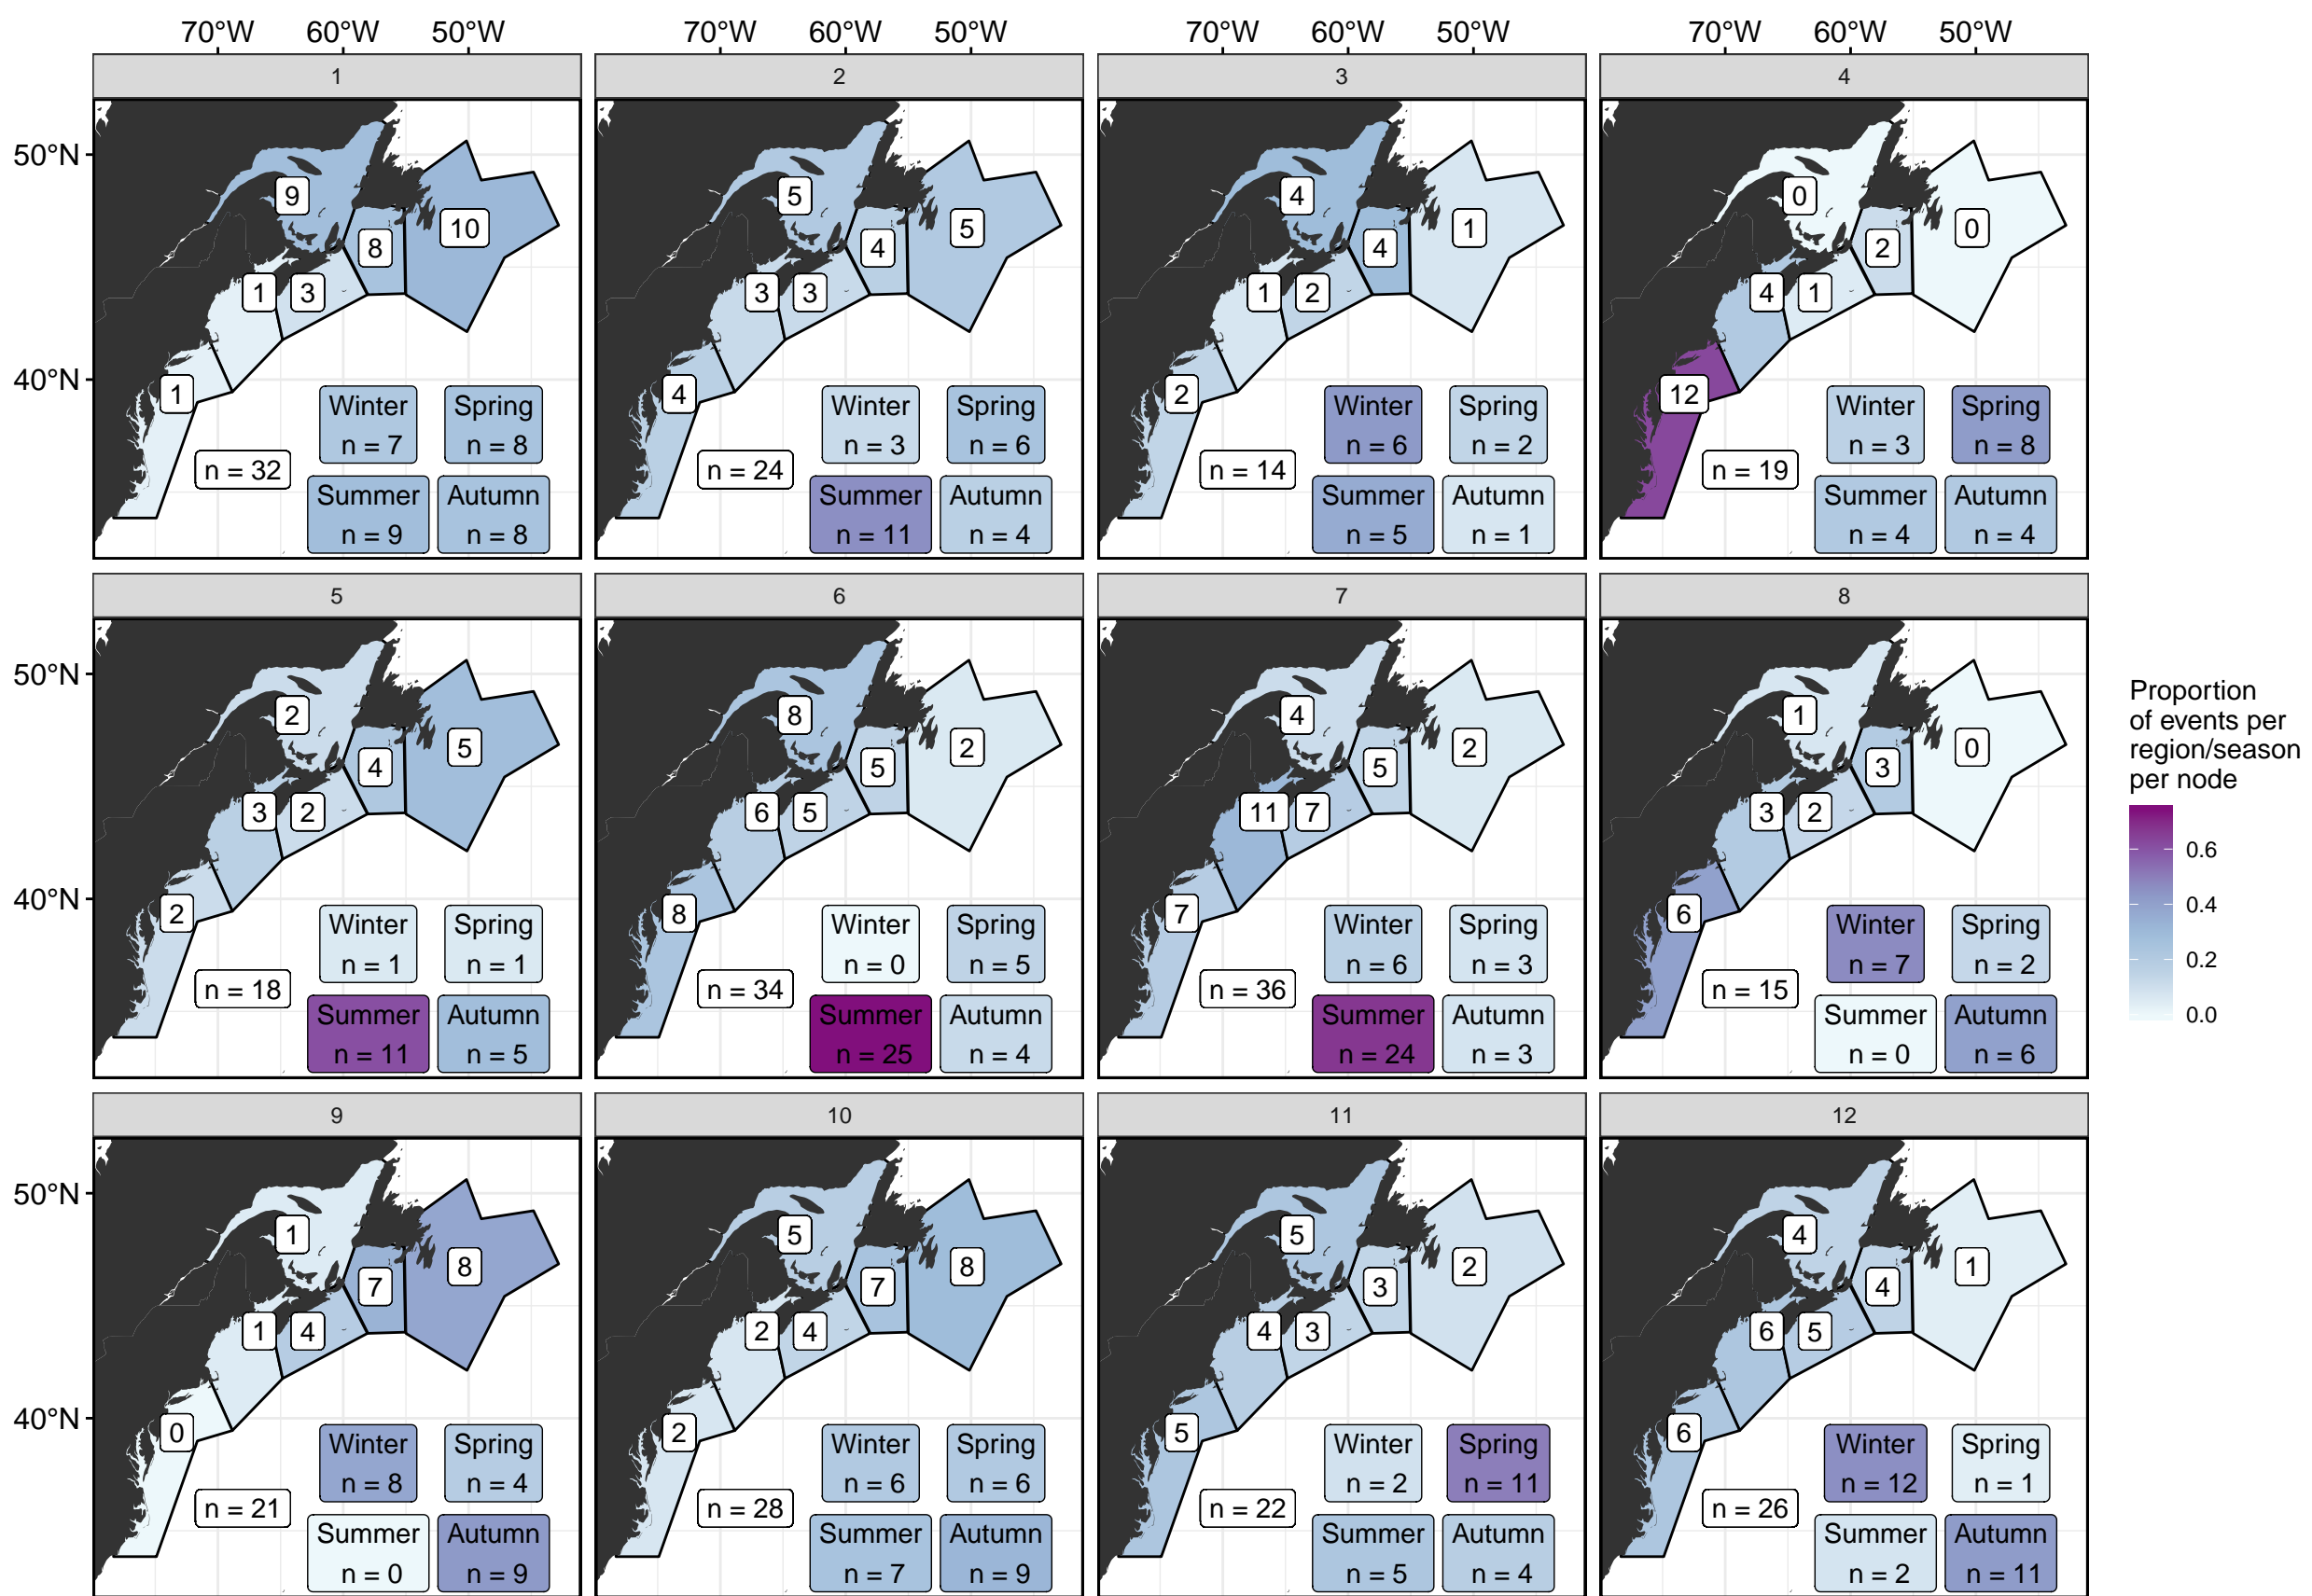 70°W 60°W 50°W 70°W 60°W 50°W 70°W 60°W 50°W 70°W 60°W 50°W
1 2 3 4
50°N
40°N
9
10
8
1
3
1
n = 32
Winter
n = 7
Spring
n = 8
Summer
n = 9
Autumn
n = 8
5
5
4
3
3
4
n = 24
Winter
n = 3
Spring
n = 6
Summer
n = 11
Autumn
n = 4
4
1
4
1
2
2
n = 14
Winter
n = 6
Spring
n = 2
Summer
n = 5
Autumn
n = 1
0
0
2
4
1
12
n = 19
Winter
n = 3
Spring
n = 8
Summer
n = 4
Autumn
n = 4
5 6 7 8
50°N
40°N
2
5
4
3
2
2
n = 18
Winter
n = 1
Spring
n = 1
Summer
n = 11
Autumn
n = 5
8
2
5
6
5
8
n = 34
Winter
n = 0
Spring
n = 5
Summer
n = 25
Autumn
n = 4
4
2
5
11
7
7
n = 36
Winter
n = 6
Spring
n = 3
Summer
n = 24
Autumn
n = 3
1
0
3
3
2
6
n = 15
Winter
n = 7
Spring
n = 2
Summer
n = 0
Autumn
n = 6
9 10 11 12
50°N
40°N
1
8
7
1
4
0
n = 21
Winter
n = 8
Spring
n = 4
Summer
n = 0
Autumn
n = 9
5
8
7
2
4
2
n = 28
Winter
n = 6
Spring
n = 6
Summer
n = 7
Autumn
n = 9
5
2
3
4
3
5
n = 22
Winter
n = 2
Spring
n = 11
Summer
n = 5
Autumn
n = 4
4
1
4
6
5
6
n = 26
Winter
n = 12
Spring
n = 1
Summer
n = 2
Autumn
n = 11
Proportion
of events per
region/season
per node
0.6
0.4
0.2
0.0